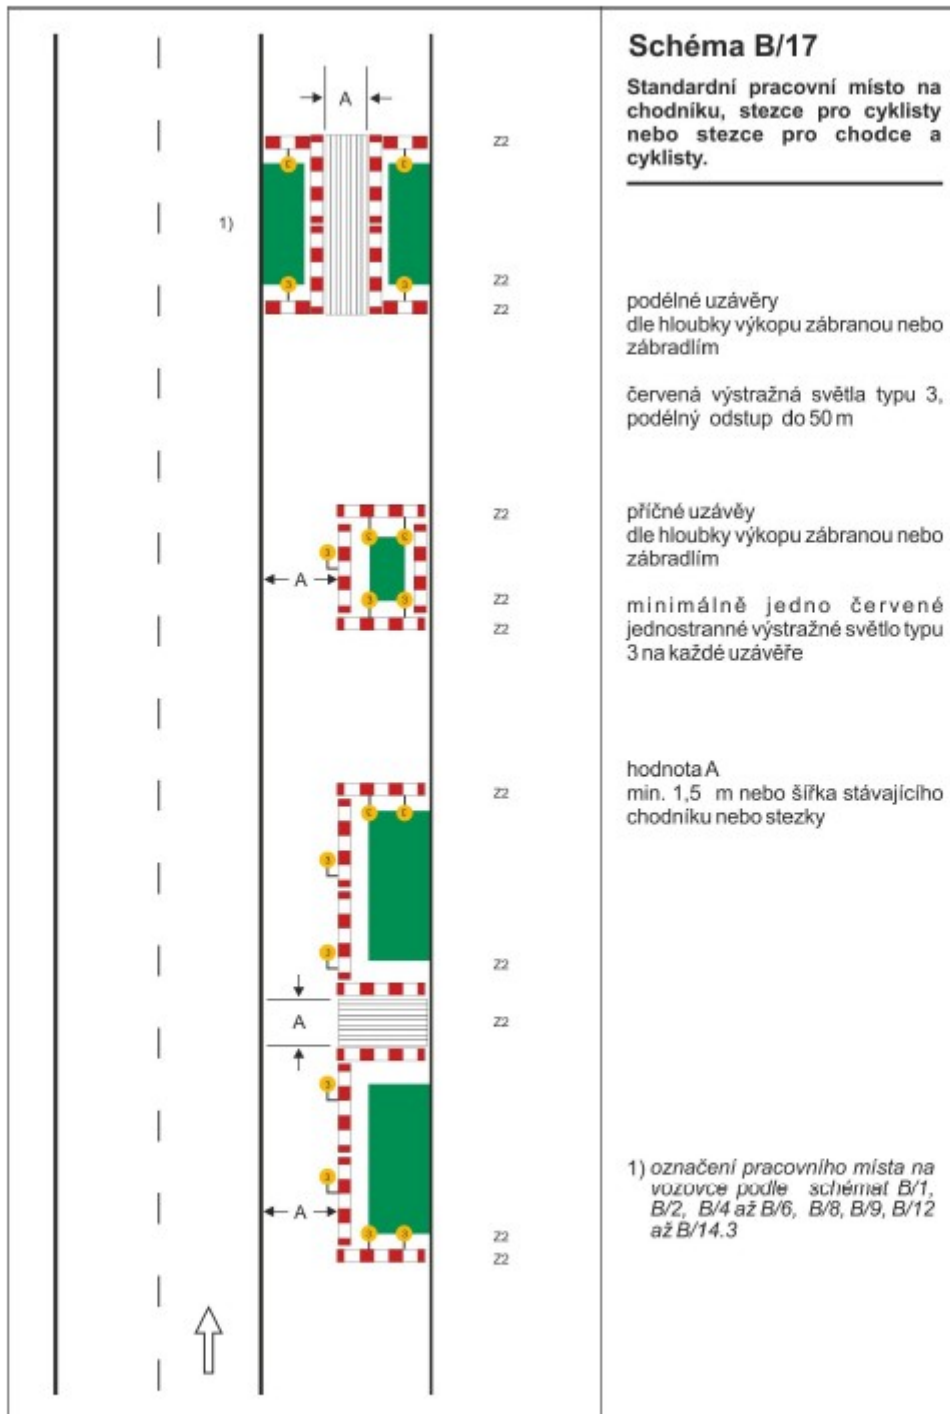 Schéma B/17
Standardní pracovní místo na
chodníku, stezce pro cyklisty
nebo stezce pro chodce a
cyklisty.
A
Z2
1)
Z2
Z2
podélné uzávěry
dle hloubky výkopu zábranou nebo
zábradlím
červená výstražná světla typu 3,
podélný odstup do 50 m
Z2
A
Z2
Z2
příčné uzávěy
dle hloubky výkopu zábranou nebo
zábradlím
minimálně jedno červené
jednostranné výstražné světlo typu
3 na každé uzávěře
Z2
hodnota A
min. 1,5 m nebo šířka stávajícího
chodníku nebo stezky
Z2
A
Z2
A
Z2
Z2
1) označení pracovního místa na
vozovce podle schémat B/1,
B/2, B/4 až B/6, B/8, B/9, B/12
až B/14.3